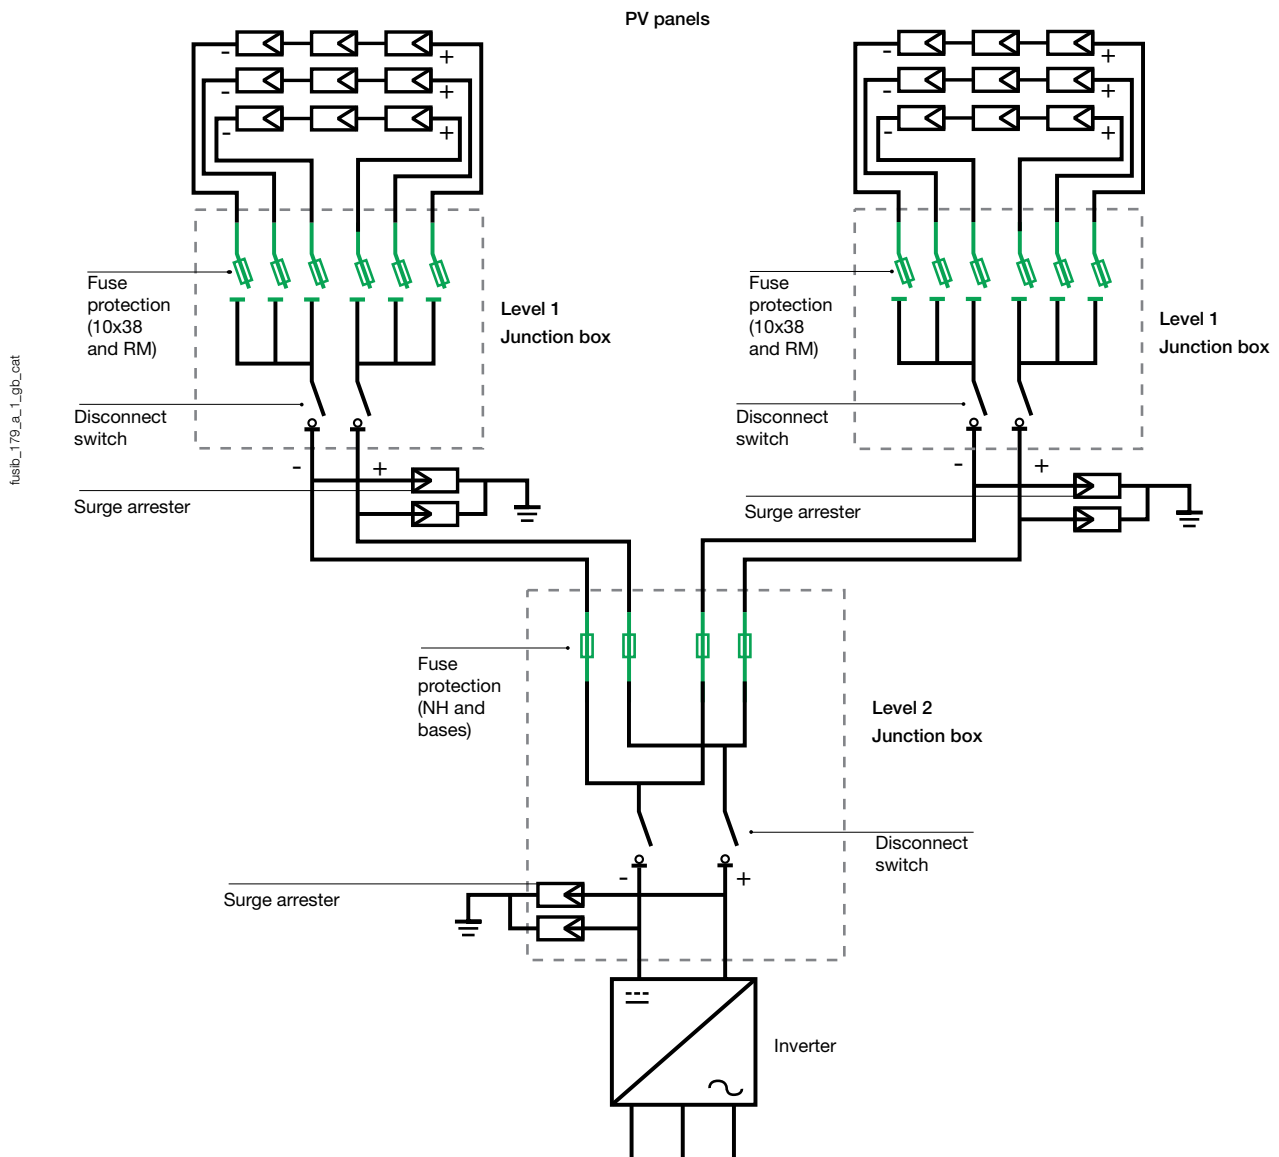 PV panels
- + - +
- + - +
- + - +
Fuse
protection
(10x38
and RM)
Level 1
Junction box
Fuse
protection
(10x38
and RM)
Level 1
Junction box
fusib_179_a_1_gb_cat
Disconnect
switch
Disconnect
switch
- + - +
Surge arrester
Surge arrester
Fuse
protection
(NH and
bases)
Level 2
Junction box
Disconnect
switch
- +
Surge arrester
Inverter